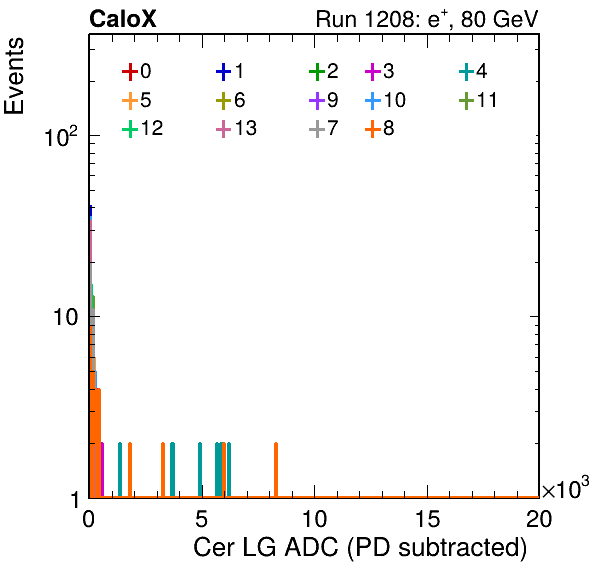 CaloX Run 1208: e⁺, 80 GeV
Events
0 1 2 3 4
5 6 9 10 11
12 13 7 8
10²
10
1
0 5 10 15 20
×10³
Cer LG ADC (PD subtracted)